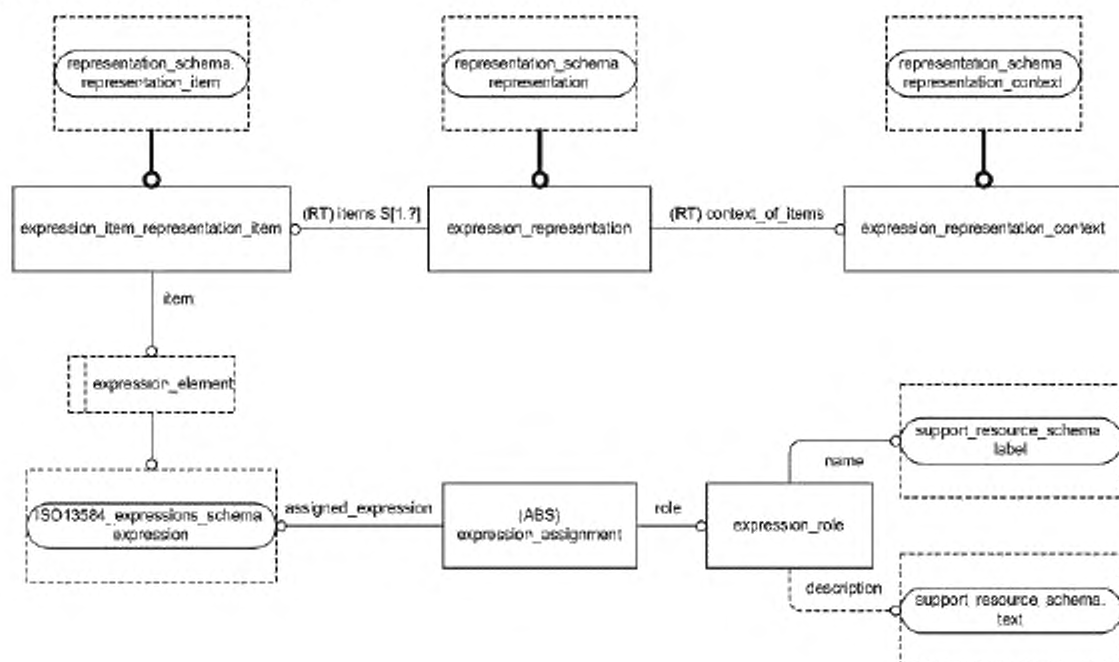 representation_schema.
representation_item
representation_schema
representation
representation_schema
representation_context
expression_item_representation_item
(RT) items S[1.?]
expression_representation
(RT) context_of_items
expression_representation_context
item
expression_element
support_resource_schema
label
name
ISO13584_expressions_schema
expression
assigned_expression
(ABS)
expression_assignment
role
expression_role
description
support_resource_schema.
text